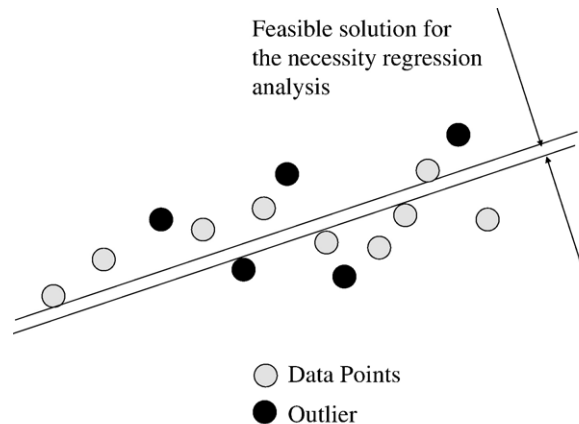 Feasible solution for
the necessity regression
analysis
Data Points
Outlier